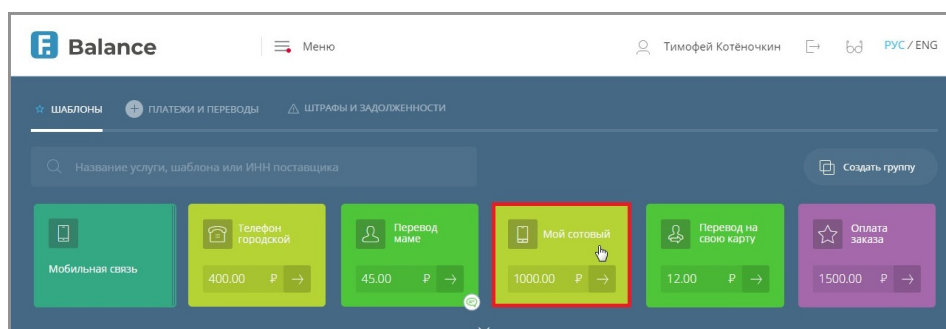 F. Balance
Меню
Тимофей Котёночкин
РУС / ENG
ШАБЛОНЫ
ПЛАТЕЖИ И ПЕРЕВОДЫ
ШТРАФЫ И ЗАДОЛЖЕННОСТИ
Название услуги, шаблона или ИНН поставщика
Создать группу
Мобильная связь
Телефон
городской
400.00 ₽
Перевод
маме
45.00 ₽
Мой сотовый
1000.00 ₽
Перевод на
свою карту
12.00 ₽
Оплата
заказа
1500.00 ₽